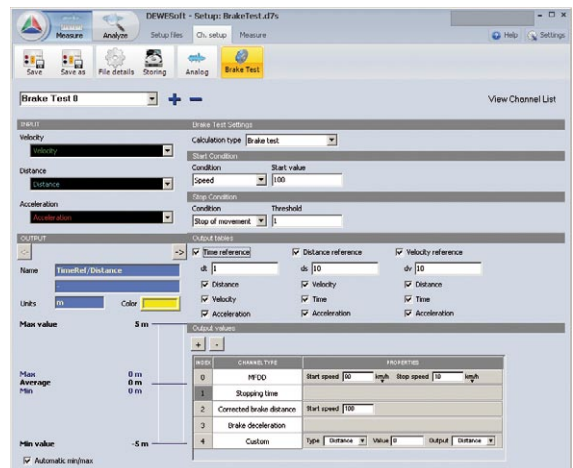 DEWESoft - Setup: BrakeTest.d7s
Measure Analyze Setup files Ch. setup Measure
Help Settings
Save Save as File details Storing Analog Brake Test
Brake Test 0 View Channel List
INPUT
Velocity
Velocity
Distance
Distance
Acceleration
Acceleration
OUTPUT
<- ->
Name TimeRef/Distance
-
Units m Color
Max value 5 m
Max 0 m
Average 0 m
Min 0 m
Min value -5 m
Automatic min/max
Brake Test Settings
Calculation type Brake test
Start Condition
Condition Start value
Speed 100
Stop Condition
Condition Threshold
Stop of movement 1
Output tables
Time reference Distance reference Velocity reference
dt 1 ds 10 dv 10
Distance Velocity Distance
Velocity Time Time
Acceleration Acceleration Acceleration
Output values
+ -
INDEX CHANNEL TYPE PROPERTIES
0 MFDD Start speed km/h Stop speed 10 km/h
1 Stopping time
2 Corrected brake distance Start speed 100
3 Brake deceleration
4 Custom Type Distance Value 0 Output Distance